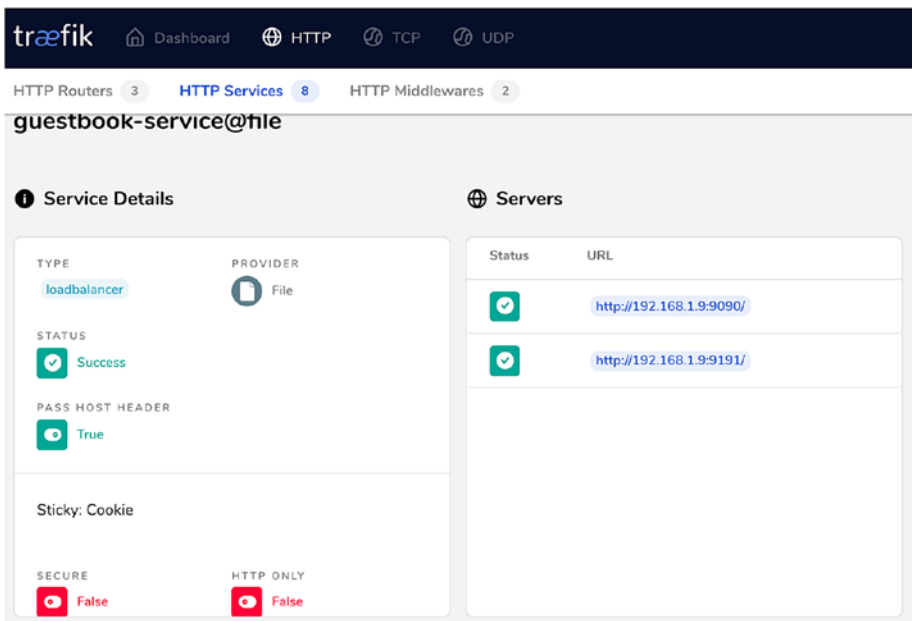 træfik Dashboard HTTP TCP UDP
HTTP Routers 3 HTTP Services 8 HTTP Middlewares 2
guestbook-service@file
Service Details
TYPE PROVIDER
loadbalancer File
STATUS
Success
PASS HOST HEADER
True
Sticky: Cookie
SECURE HTTP ONLY
False False
Servers
Status URL
http://192.168.1.9:9090/
http://192.168.1.9:9191/